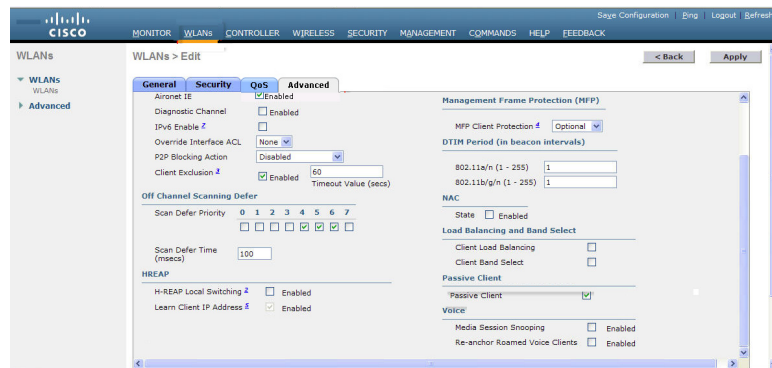 Save Configuration | Ping | Logout | Refresh
CISCO
MONITOR WLANs CONTROLLER WIRELESS SECURITY MANAGEMENT COMMANDS HELP FEEDBACK
WLANs
WLANs
WLANs
Advanced
WLANs > Edit
< Back
Apply
General
Security
QoS
Advanced
Aironet IE Enabled
Diagnostic Channel Enabled
IPv6 Enable 7
Override Interface ACL None
P2P Blocking Action Disabled
Client Exclusion 3 Enabled 60
Timeout Value (secs)
Off Channel Scanning Defer
Scan Defer Priority 0 1 2 3 4 5 6 7
Scan Defer Time
(msecs) 100
HREAP
H-REAP Local Switching 2 Enabled
Learn Client IP Address 5 Enabled
Management Frame Protection (MFP)
MFP Client Protection 4 Optional
DTIM Period (in beacon intervals)
802.11a/n (1 - 255) 1
802.11b/g/n (1 - 255) 1
NAC
State Enabled
Load Balancing and Band Select
Client Load Balancing
Client Band Select
Passive Client
Passive Client
Voice
Media Session Snooping Enabled
Re-anchor Roamed Voice Clients Enabled